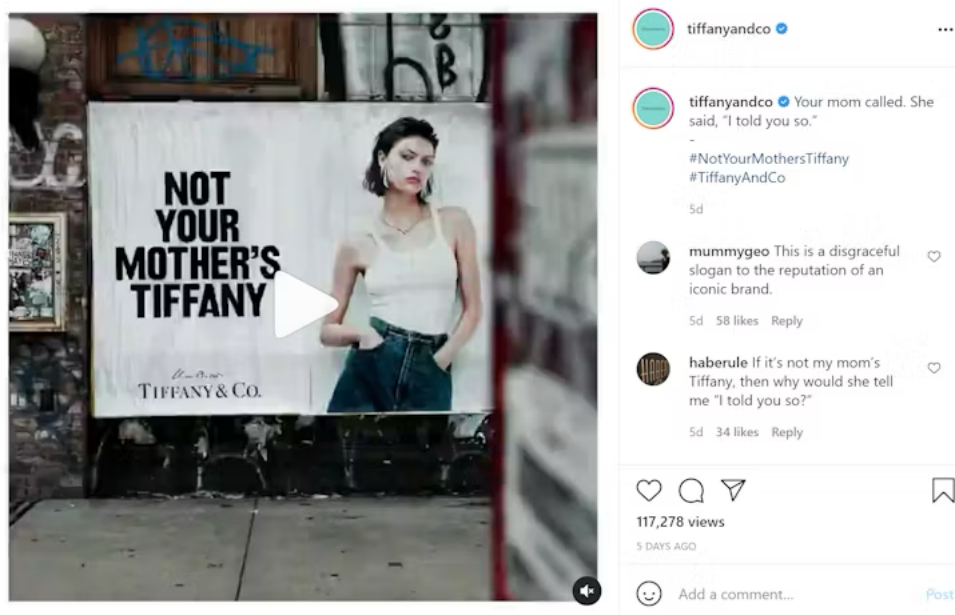 NOT
YOUR
MOTHER'S
TIFFANY
TIFFANY & CO.
tiffanyandco
tiffanyandco Your mom called. She
said, "I told you so."
-
#NotYourMothersTiffany
#TiffanyAndCo
5d
mummygeo This is a disgraceful
slogan to the reputation of an
iconic brand.
5d 58 likes Reply
haberule If it's not my mom's
Tiffany, then why would she tell
me "I told you so?"
5d 34 likes Reply
117,278 views
5 DAYS AGO
Add a comment... Post